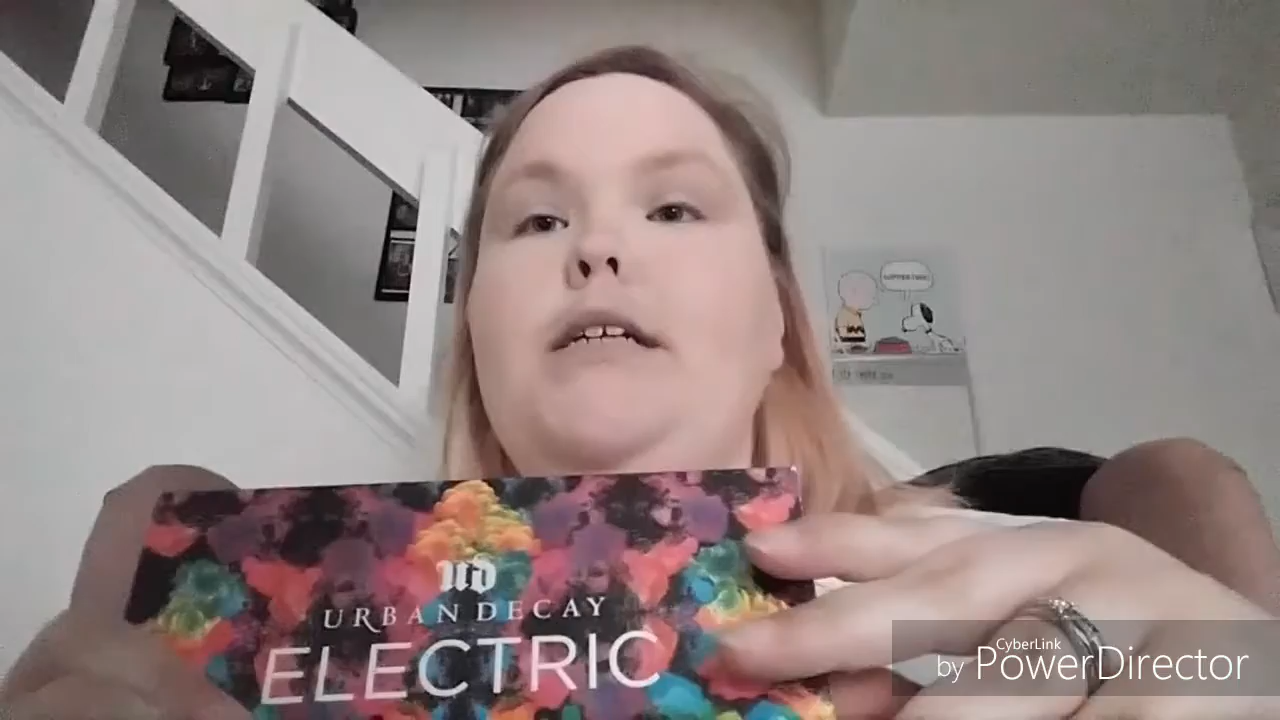 ud
URBAN DECAY
ELECTRIC
CyberLink
by PowerDirector